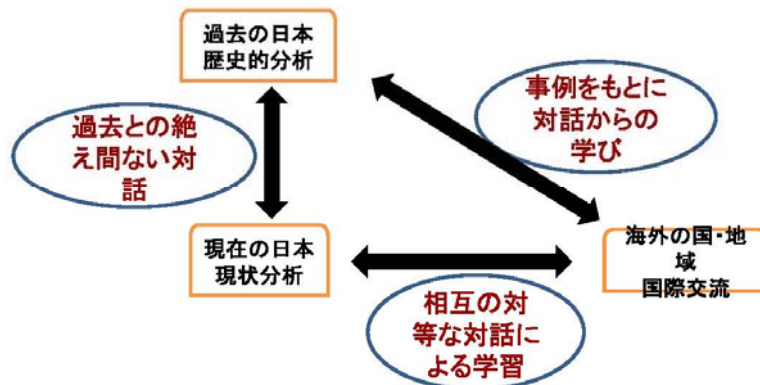 過去の日本
歴史的分析
事例をもとに
対話からの
学び
過去との絶
え間ない対
話
現在の日本
現状分析
海外の国・地
域
国際交流
相互の対
等な対話に
よる学習